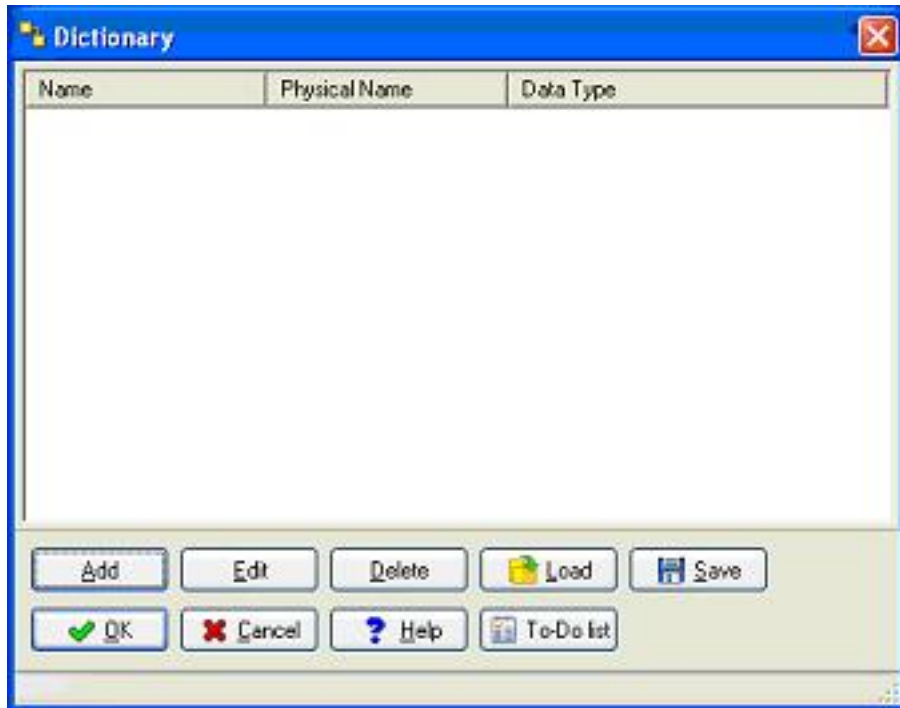 Dictionary
Name Physical Name Data Type
Add Edit Delete Load Save
OK Cancel Help To-Do list